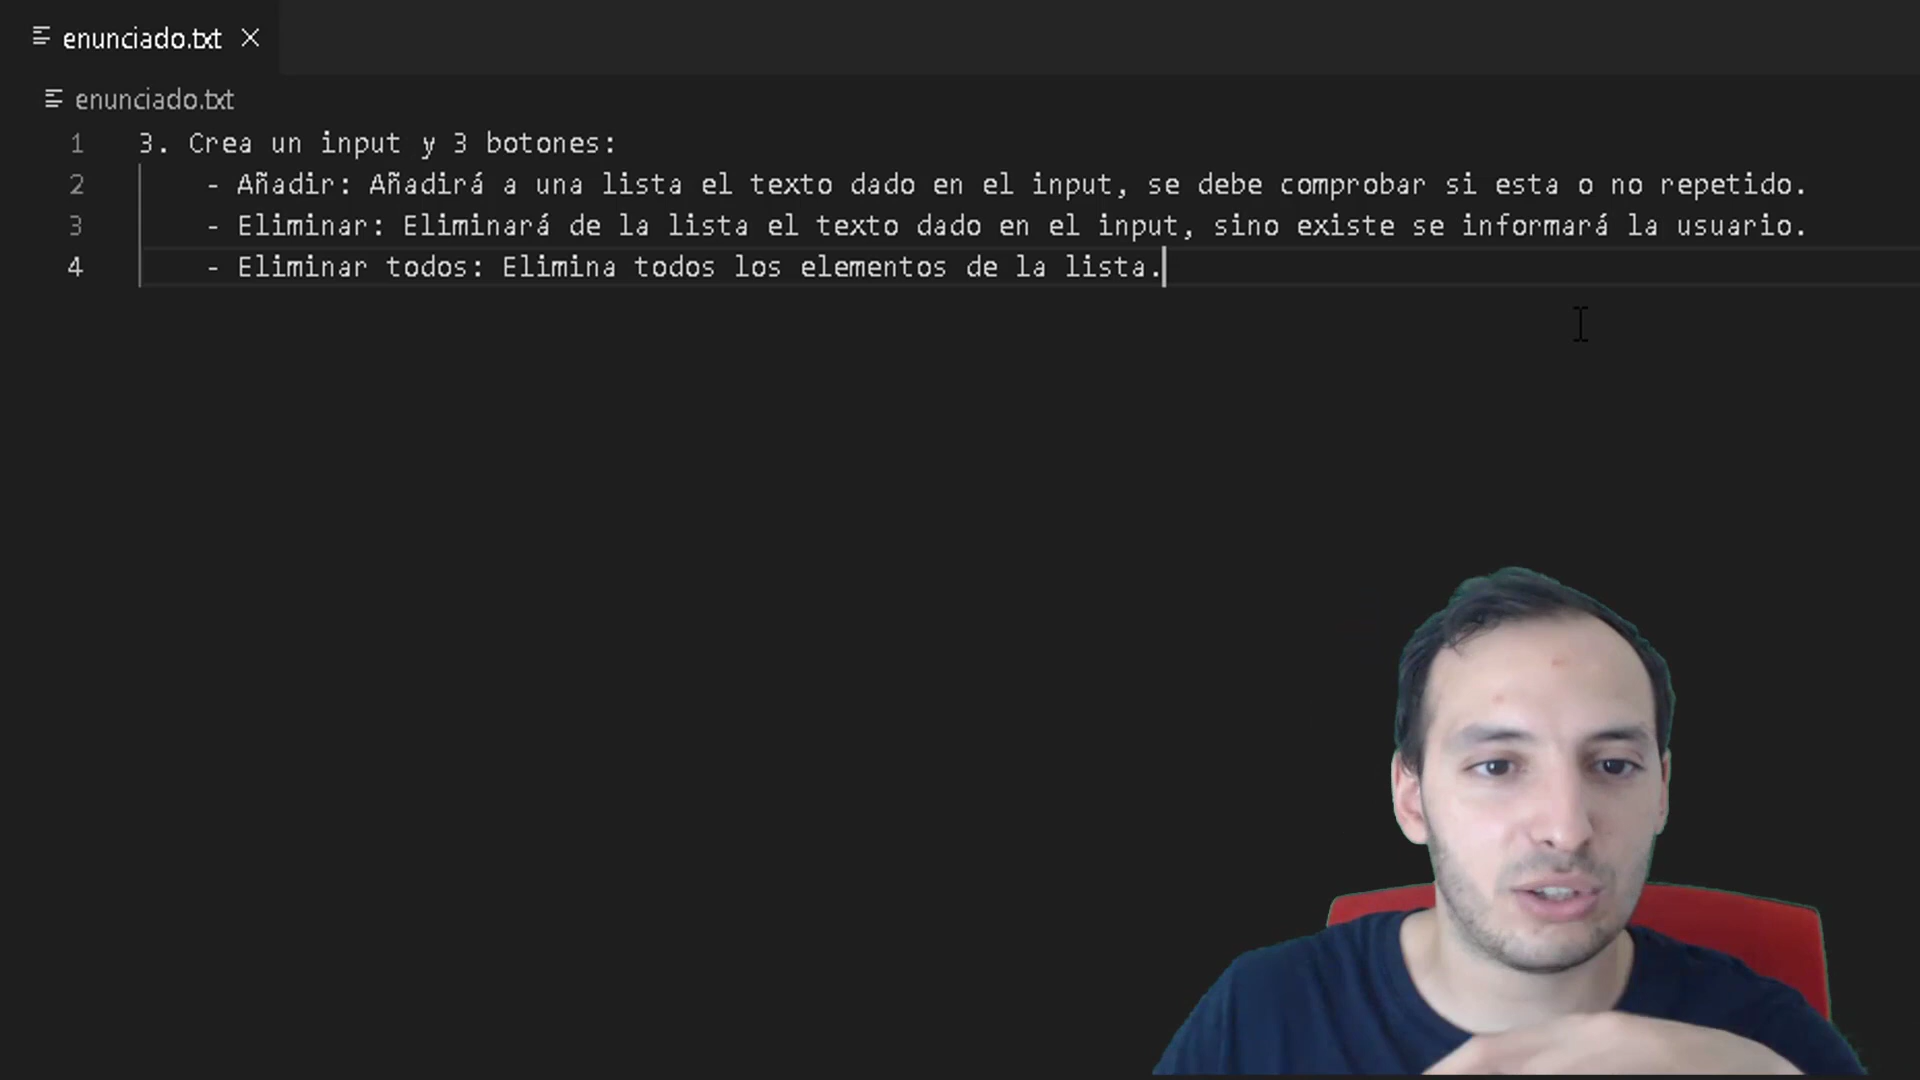 enunciado.txt
enunciado.txt
1 3. Crea un input y 3 botones:
2 - Añadir: Añadirá a una lista el texto dado en el input, se debe comprobar si esta o no repetido.
3 - Eliminar: Eliminará de la lista el texto dado en el input, sino existe se informará la usuario.
4 - Eliminar todos: Elimina todos los elementos de la lista.